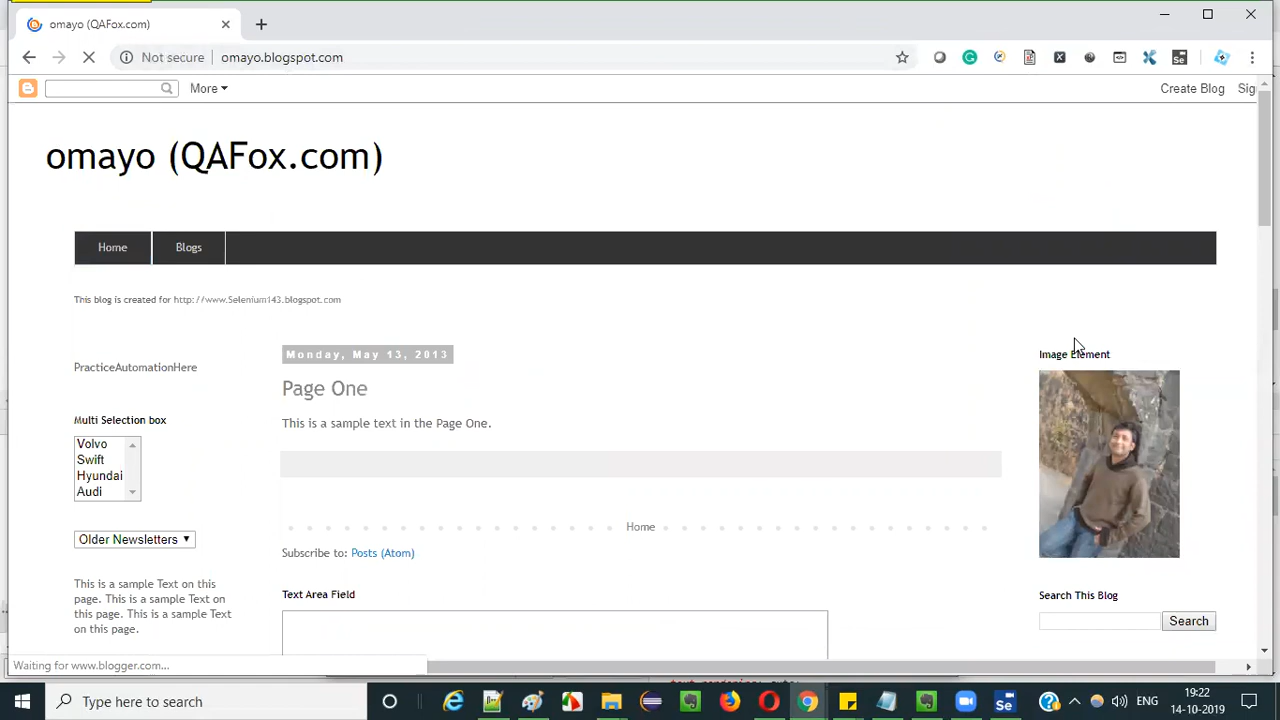 omayo (QAFox.com)
Not secure
omayo.blogspot.com
More
Create Blog
Sig
omayo (QAFox.com)
Home
Blogs
This blog is created for http://www.Selenium143.blogspot.com
PracticeAutomationHere
Multi Selection box
Volvo
Swift
Hyundai
Audi
Older Newsletters
This is a sample Text on this
page. This is a sample Text on
this page. This is a sample Text
on this page.
Monday, May 13, 2013
Page One
This is a sample text in the Page One.
Home
Subscribe to: Posts (Atom)
Text Area Field
Image Element
Search This Blog
Search
Waiting for www.blogger.com...
Type here to search
ENG
19:22
14-10-2019